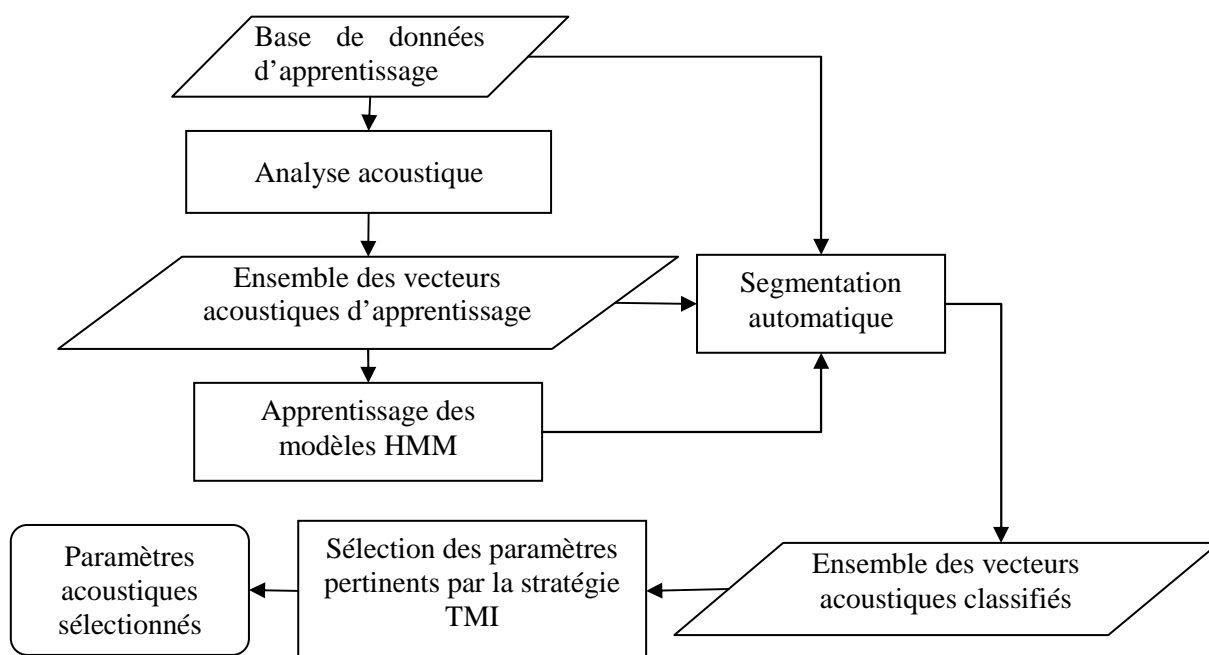 Base de données
d’apprentissage
Analyse acoustique
Ensemble des vecteurs
acoustiques d’apprentissage
Segmentation
automatique
Apprentissage des
modèles HMM
Paramètres
acoustiques
sélectionnés
Sélection des paramètres
pertinents par la stratégie
TMI
Ensemble des vecteurs
acoustiques classifiés